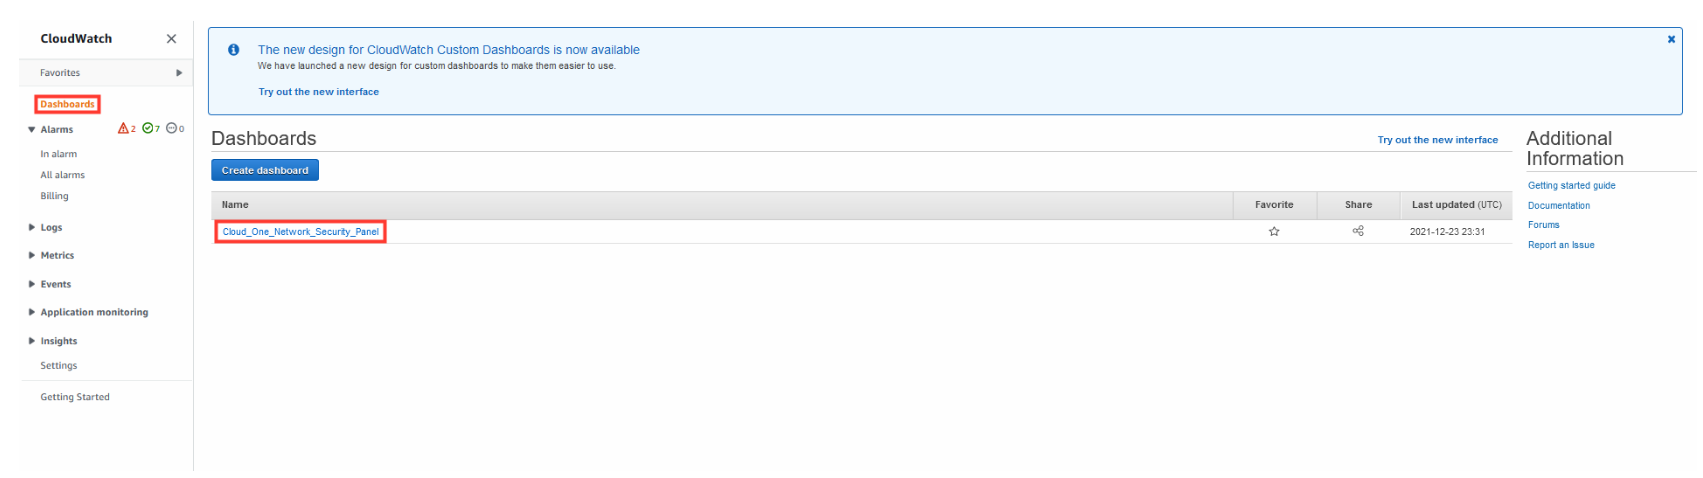 CloudWatch
Favorites
Dashboards
Alarms 2 7 0
In alarm
All alarms
Billing
Logs
Metrics
Events
Application monitoring
Insights
Settings
Getting Started
The new design for CloudWatch Custom Dashboards is now available
We have launched a new design for custom dashboards to make them easier to use.
Try out the new interface
Dashboards
Try out the new interface
Create dashboard
Name Favorite Share Last updated (UTC)
Cloud_One_Network_Security_Panel 2021-12-23 23:31
Additional
Information
Getting started guide
Documentation
Forums
Report an Issue